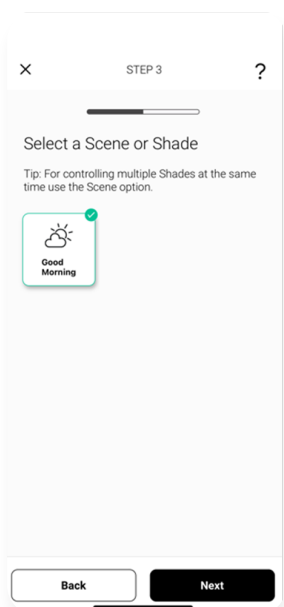 STEP 3
?
Select a Scene or Shade
Tip: For controlling multiple Shades at the same
time use the Scene option.
Good
Morning
Back
Next